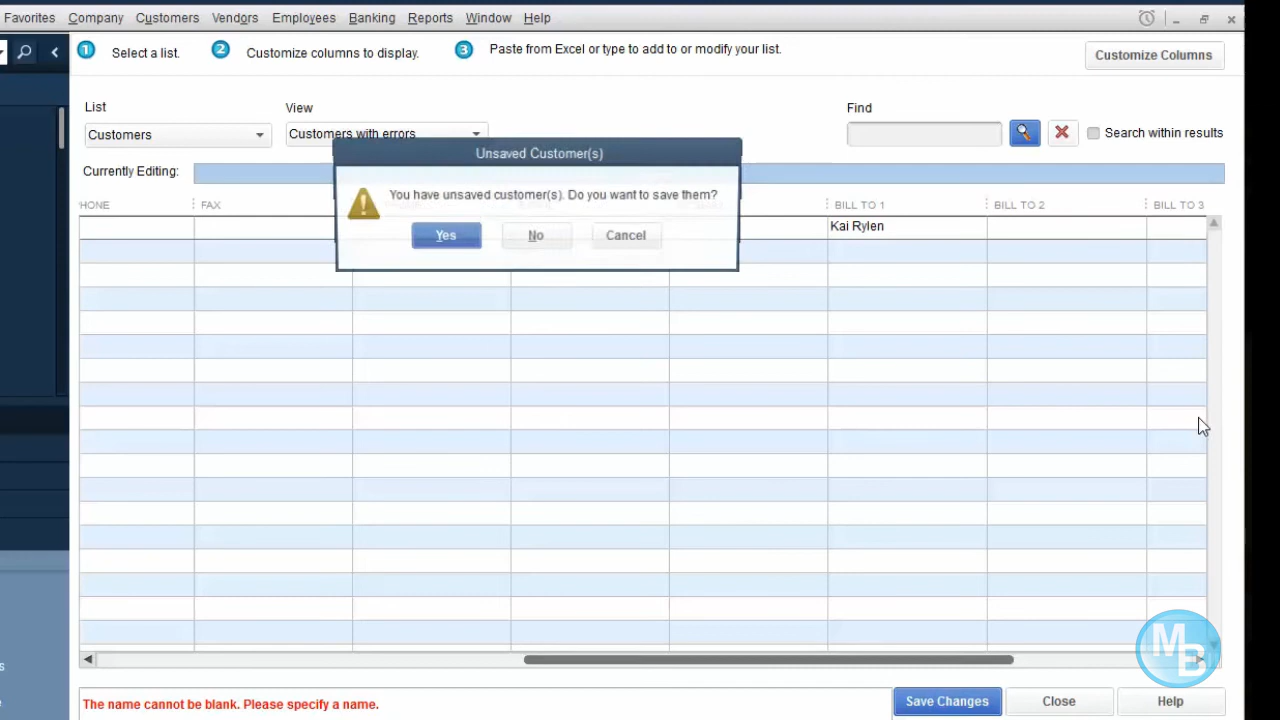 Favorites Company Customers Vendors Employees Banking Reports Window Help
1 Select a list. 2 Customize columns to display. 3 Paste from Excel or type to add to or modify your list. Customize Columns
List View Find
Customers Customers with errors Search within results
Currently Editing:
Unsaved Customer(s)
You have unsaved customer(s). Do you want to save them?
Yes No Cancel
HONE FAX BILL TO 1 BILL TO 2 BILL TO 3
Kai Rylen
MB
The name cannot be blank. Please specify a name. Save Changes Close Help